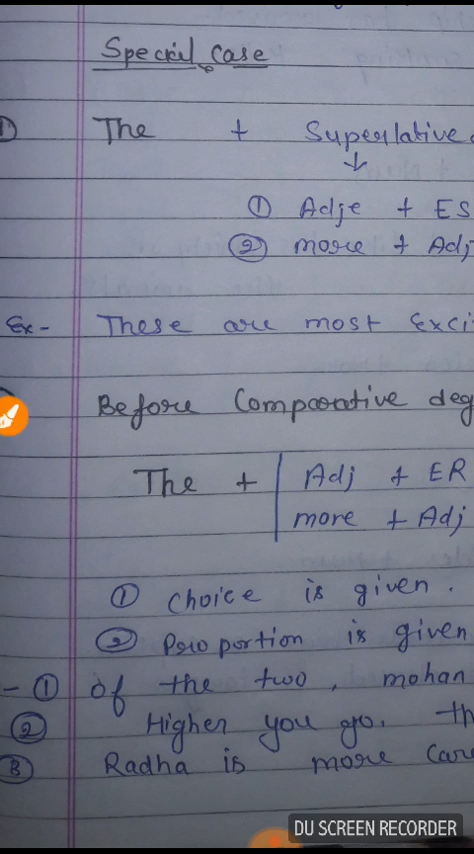 Special Case
① The + Superlative
① Adje + ES
② more + Adj
Ex- These are most Exci
Before Comparative deg
The + Adj + ER
more + Adj
① Choice is given.
② Proportion is given
- ① Of the two, mohan
② Higher you go. th
③ Radha is more Care
DU SCREEN RECORDER